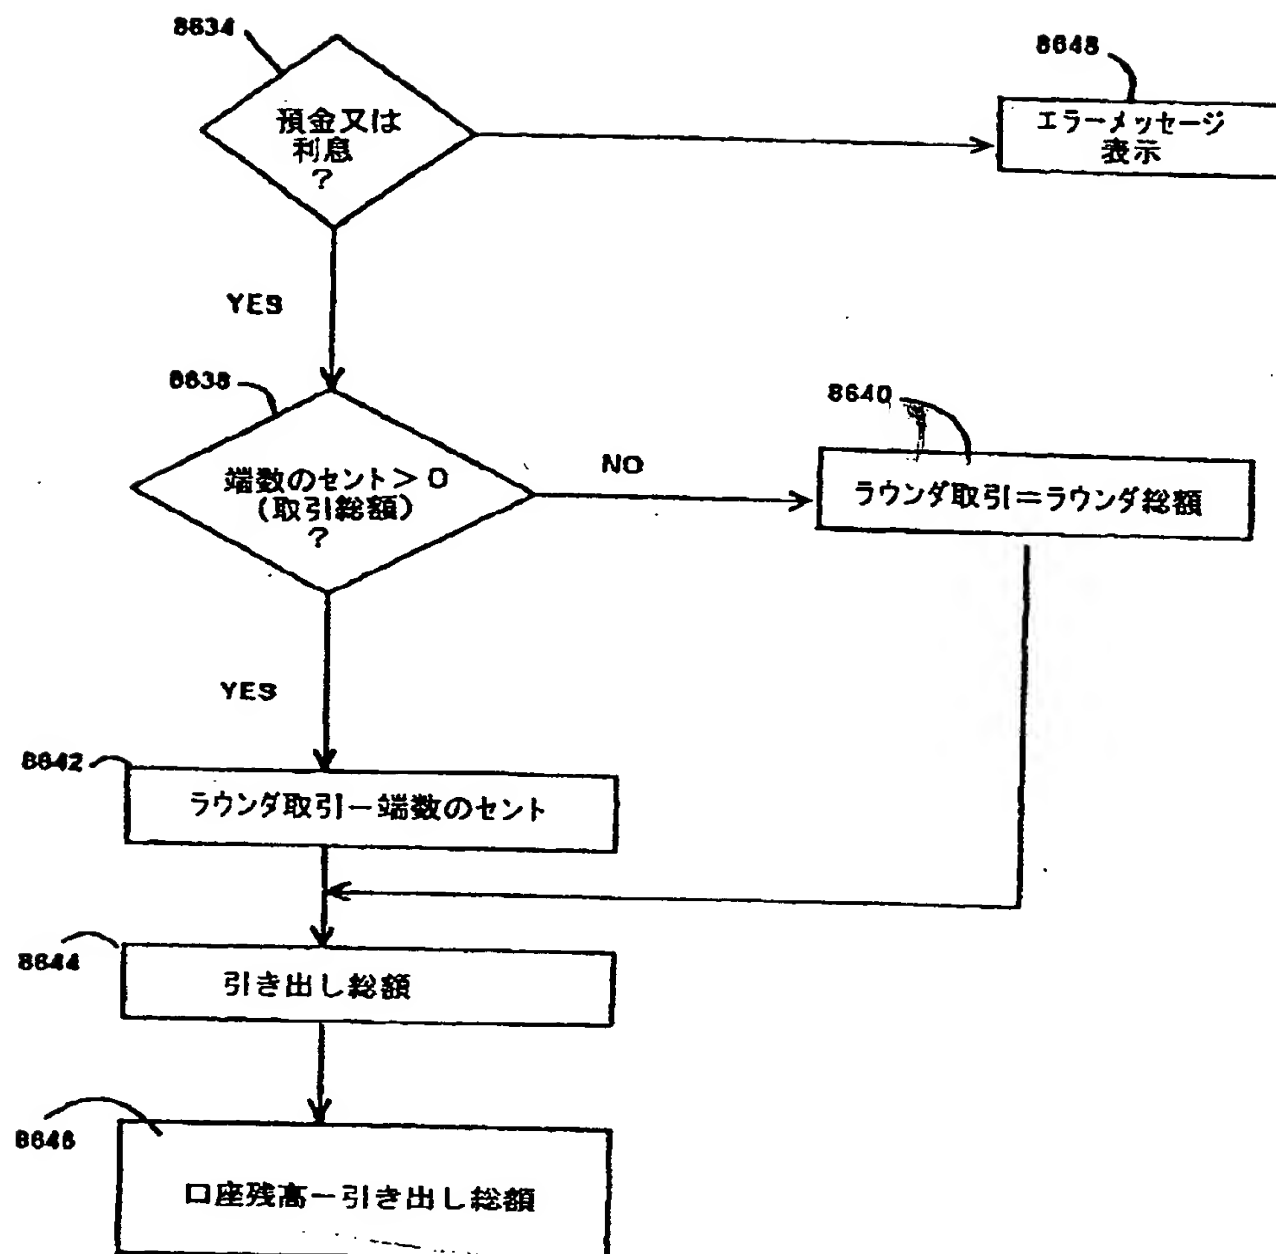 8634
預金又は
利息
?
8648
エラーメッセージ
表示
YES
8638
端数のセント>0
(取引総額)
?
NO
8640
ラウンダ取引=ラウンダ総額
YES
8642
ラウンダ取引-端数のセント
8644
引き出し総額
8646
口座残高-引き出し総額